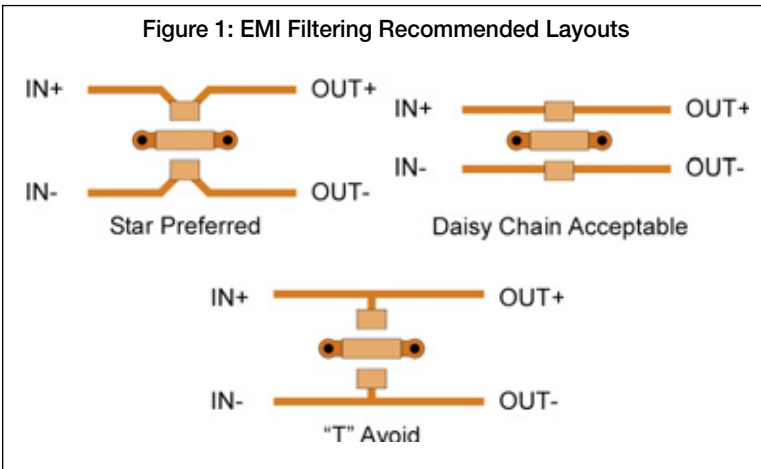 Figure 1: EMI Filtering Recommended Layouts
IN+
OUT+
IN-
OUT-
Star Preferred
IN+
OUT+
IN-
OUT-
Daisy Chain Acceptable
IN+
OUT+
IN-
OUT-
"T" Avoid